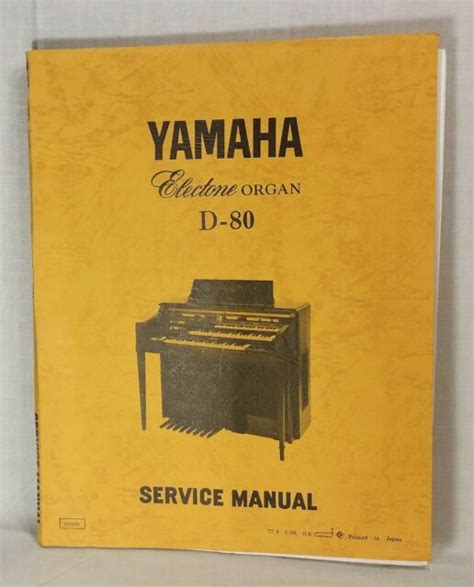 YAMAHA
Electone ORGAN
D-80
SERVICE MANUAL
Printed in Japan